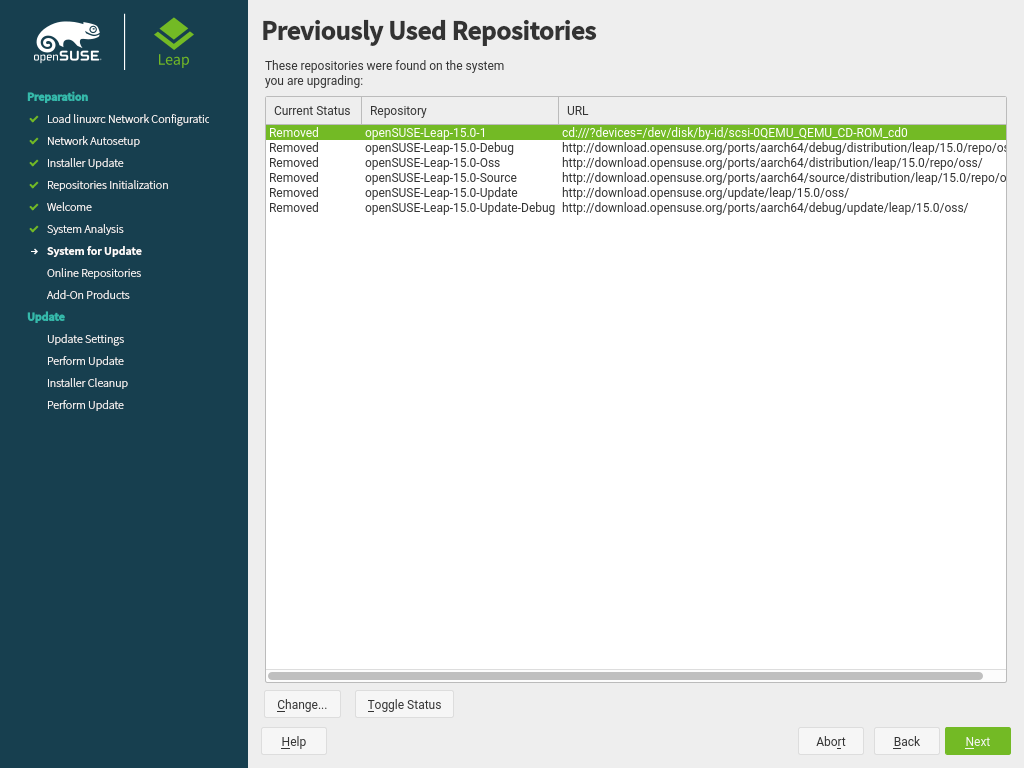 openSUSE
Leap
Preparation
Load linuxrc Network Configuratic
Network Autosetup
Installer Update
Repositories Initialization
Welcome
System Analysis
System for Update
Online Repositories
Add-On Products
Update
Update Settings
Perform Update
Installer Cleanup
Perform Update
Previously Used Repositories
These repositories were found on the system
you are upgrading:
Current Status Repository URL
Removed openSUSE-Leap-15.0-1 cd:///?devices=/dev/disk/by-id/scsi-0QEMU_QEMU_CD-ROM_cd0
Removed openSUSE-Leap-15.0-Debug http://download.opensuse.org/ports/aarch64/debug/distribution/leap/15.0/repo/os
Removed openSUSE-Leap-15.0-Oss http://download.opensuse.org/ports/aarch64/distribution/leap/15.0/repo/oss/
Removed openSUSE-Leap-15.0-Source http://download.opensuse.org/ports/aarch64/source/distribution/leap/15.0/repo/o
Removed openSUSE-Leap-15.0-Update http://download.opensuse.org/update/leap/15.0/oss/
Removed openSUSE-Leap-15.0-Update-Debug http://download.opensuse.org/ports/aarch64/debug/update/leap/15.0/oss/
Change... Toggle Status
Help Abort Back Next